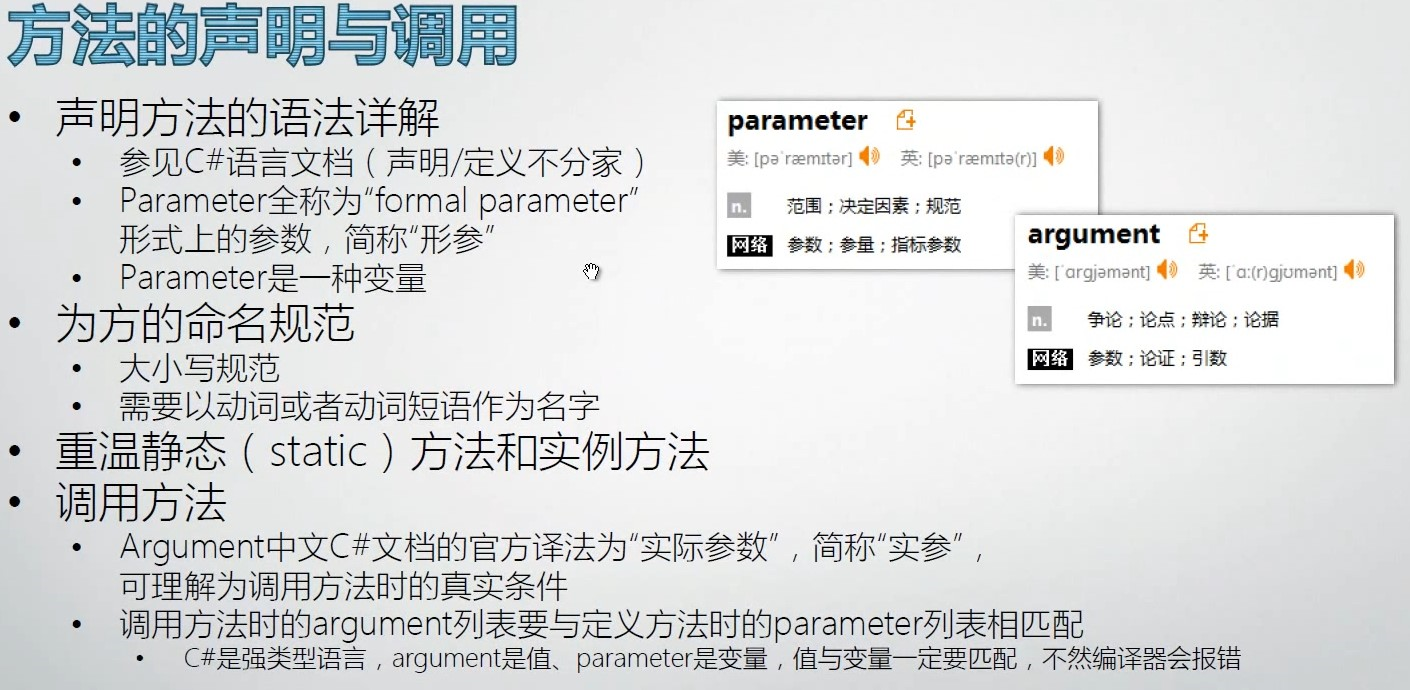 方法的声明与调用
• 声明方法的语法详解
• 参见C#语言文档（声明/定义不分家）
• Parameter全称为“formal parameter”
形式上的参数，简称“形参”
• Parameter是一种变量
• 为方的命名规范
• 大小写规范
• 需要以动词或者动词短语作为名字
• 重温静态（static）方法和实例方法
• 调用方法
• Argument中文C#文档的官方译法为“实际参数”，简称“实参”，
可理解为调用方法时的真实条件
• 调用方法时的argument列表要与定义方法时的parameter列表相匹配
• C#是强类型语言，argument是值、parameter是变量，值与变量一定要匹配，不然编译器会报错
parameter
美: [pəˈræmɪtər] 英: [pəˈræmɪtə(r)]
n. 范围；决定因素；规范
网络 参数；参量；指标参数
argument
美: [ˈɑrɡjəmənt] 英: [ˈɑː(r)ɡjʊmənt]
n. 争论；论点；辩论；论据
网络 参数；论证；引数